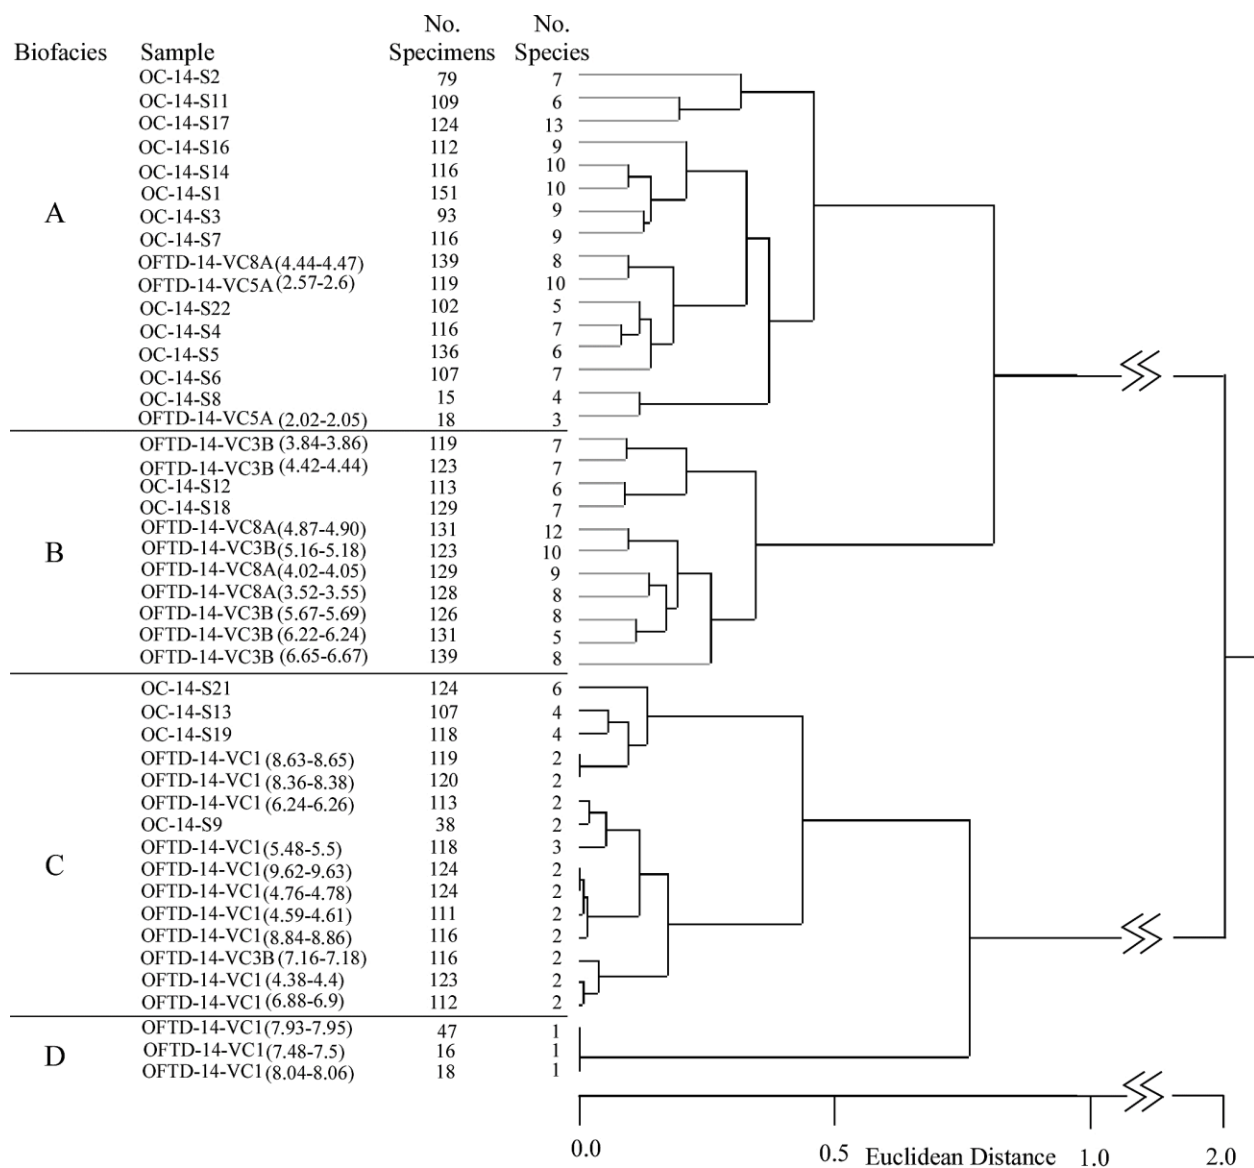 No. No.
Biofacies Sample Specimens Species
OC-14-S2 79 7
OC-14-S11 109 6
OC-14-S17 124 13
OC-14-S16 112 9
OC-14-S14 116 10
OC-14-S1 151 10
A OC-14-S3 93 9
OC-14-S7 116 9
OFTD-14-VC8A (4.44-4.47) 139 8
OFTD-14-VC5A (2.57-2.6) 119 10
OC-14-S22 102 5
OC-14-S4 116 7
OC-14-S5 136 6
OC-14-S6 107 7
OC-14-S8 15 4
OFTD-14-VC5A (2.02-2.05) 18 3
OFTD-14-VC3B (3.84-3.86) 119 7
OFTD-14-VC3B (4.42-4.44) 123 7
OC-14-S12 113 6
OC-14-S18 129 7
OFTD-14-VC8A (4.87-4.90) 131 12
B OFTD-14-VC3B (5.16-5.18) 123 10
OFTD-14-VC8A (4.02-4.05) 129 9
OFTD-14-VC8A (3.52-3.55) 128 8
OFTD-14-VC3B (5.67-5.69) 126 8
OFTD-14-VC3B (6.22-6.24) 131 5
OFTD-14-VC3B (6.65-6.67) 139 8
OC-14-S21 124 6
OC-14-S13 107 4
OC-14-S19 118 4
OFTD-14-VC1 (8.63-8.65) 119 2
OFTD-14-VC1 (8.36-8.38) 120 2
OFTD-14-VC1 (6.24-6.26) 113 2
OC-14-S9 38 2
OFTD-14-VC1 (5.48-5.5) 118 3
C OFTD-14-VC1 (9.62-9.63) 124 2
OFTD-14-VC1 (4.76-4.78) 124 2
OFTD-14-VC1 (4.59-4.61) 111 2
OFTD-14-VC1 (8.84-8.86) 116 2
OFTD-14-VC3B (7.16-7.18) 116 2
OFTD-14-VC1 (4.38-4.4) 123 2
OFTD-14-VC1 (6.88-6.9) 112 2
OFTD-14-VC1 (7.93-7.95) 47 1
D OFTD-14-VC1 (7.48-7.5) 16 1
OFTD-14-VC1 (8.04-8.06) 18 1
0.0 0.5 Euclidean Distance 1.0 2.0